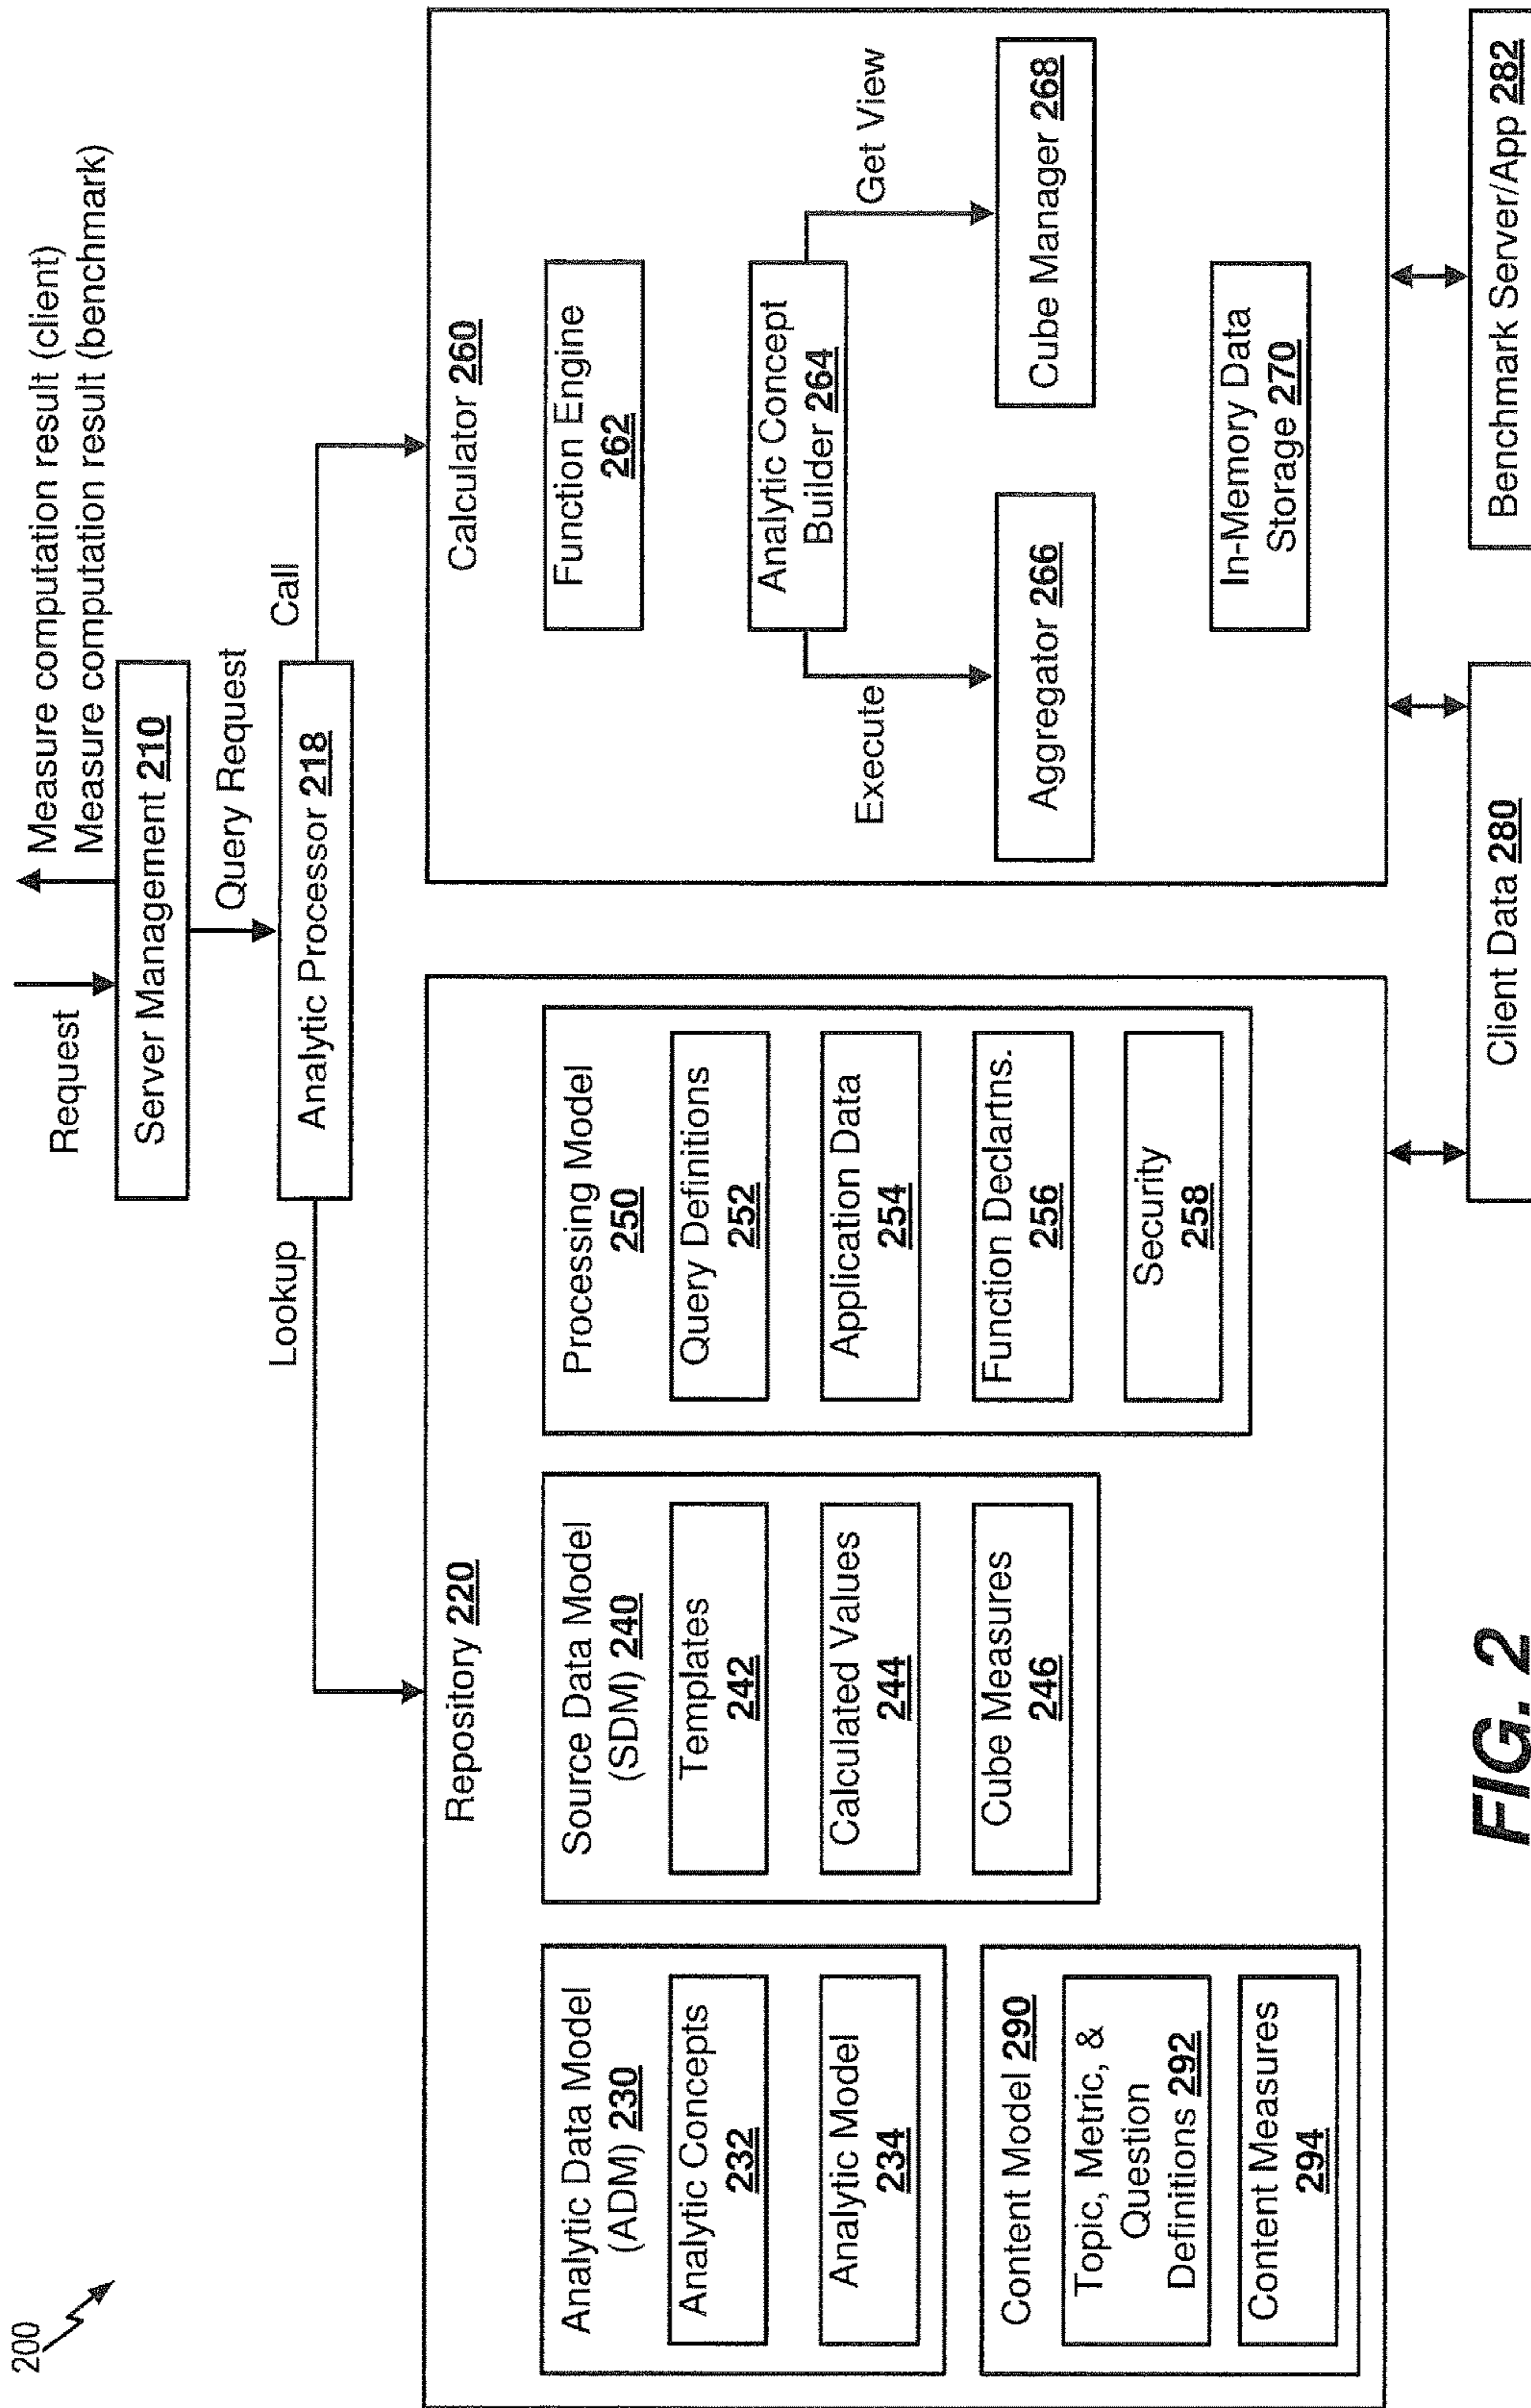 200
Request
Measure computation result (client)
Measure computation result (benchmark)
Server Management 210
Query Request
Analytic Processor 218
Lookup
Call
Repository 220
Analytic Data Model
(ADM) 230
Analytic Concepts
232
Analytic Model
234
Content Model 290
Topic, Metric, &
Question
Definitions 292
Content Measures
294
Source Data Model
(SDM) 240
Templates
242
Calculated Values
244
Cube Measures
246
Processing Model
250
Query Definitions
252
Application Data
254
Function Declartns.
256
Security
258
Calculator 260
Function Engine
262
Analytic Concept
Builder 264
Execute
Get View
Aggregator 266
Cube Manager 268
In-Memory Data
Storage 270
Client Data 280
Benchmark Server/App 282
FIG. 2